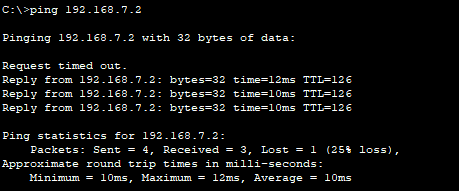 C:\>ping 192.168.7.2
Pinging 192.168.7.2 with 32 bytes of data:
Request timed out.
Reply from 192.168.7.2: bytes=32 time=12ms TTL=126
Reply from 192.168.7.2: bytes=32 time=10ms TTL=126
Reply from 192.168.7.2: bytes=32 time=10ms TTL=126
Ping statistics for 192.168.7.2:
    Packets: Sent = 4, Received = 3, Lost = 1 (25% loss),
Approximate round trip times in milli-seconds:
    Minimum = 10ms, Maximum = 12ms, Average = 10ms